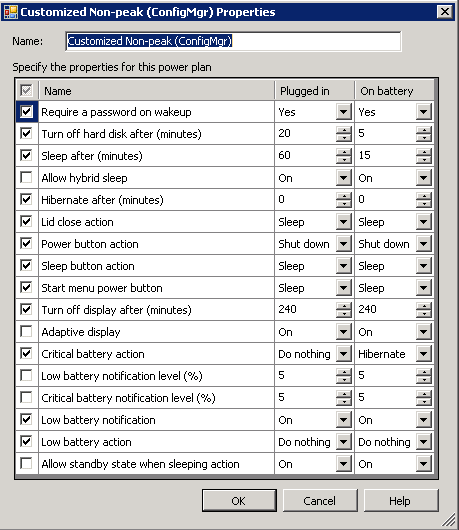 Customized Non-peak (ConfigMgr) Properties
Name: Customized Non-peak (ConfigMgr)
Specify the properties for this power plan
Name Plugged in On battery
Require a password on wakeup Yes Yes
Turn off hard disk after (minutes) 20 5
Sleep after (minutes) 60 15
Allow hybrid sleep On On
Hibernate after (minutes) 0 0
Lid close action Sleep Sleep
Power button action Shut down Shut down
Sleep button action Sleep Sleep
Start menu power button Sleep Sleep
Turn off display after (minutes) 240 240
Adaptive display On On
Critical battery action Do nothing Hibernate
Low battery notification level (%) 5 5
Critical battery notification level (%) 5 5
Low battery notification On On
Low battery action Do nothing Do nothing
Allow standby state when sleeping action On On
OK Cancel Help